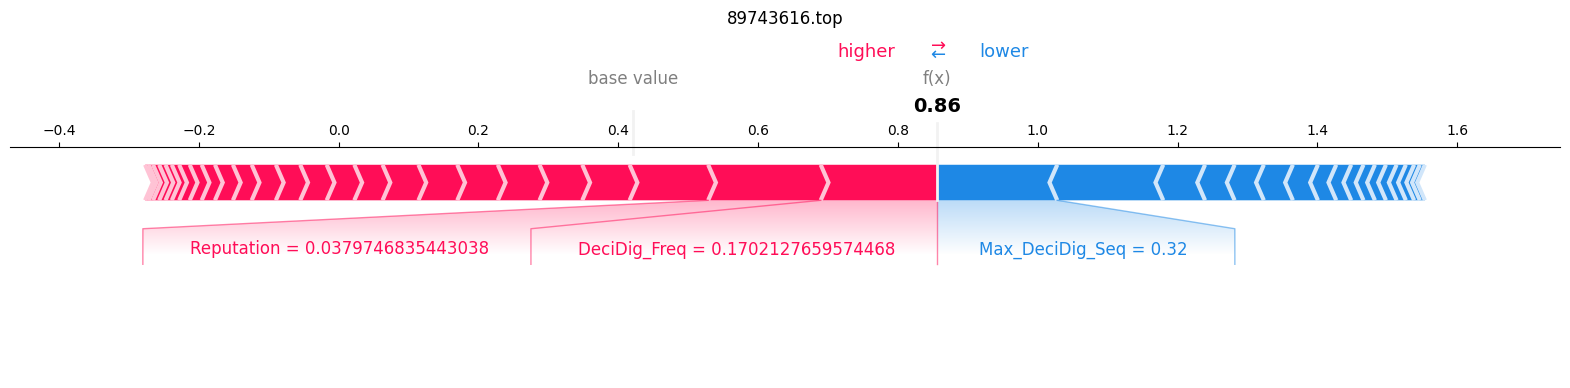 89743616.top
higher ⇄ lower
base value f(x)
0.86
−0.4 −0.2 0.0 0.2 0.4 0.6 0.8 1.0 1.2 1.4 1.6
Reputation = 0.0379746835443038 DeciDig_Freq = 0.1702127659574468 Max_DeciDig_Seq = 0.32